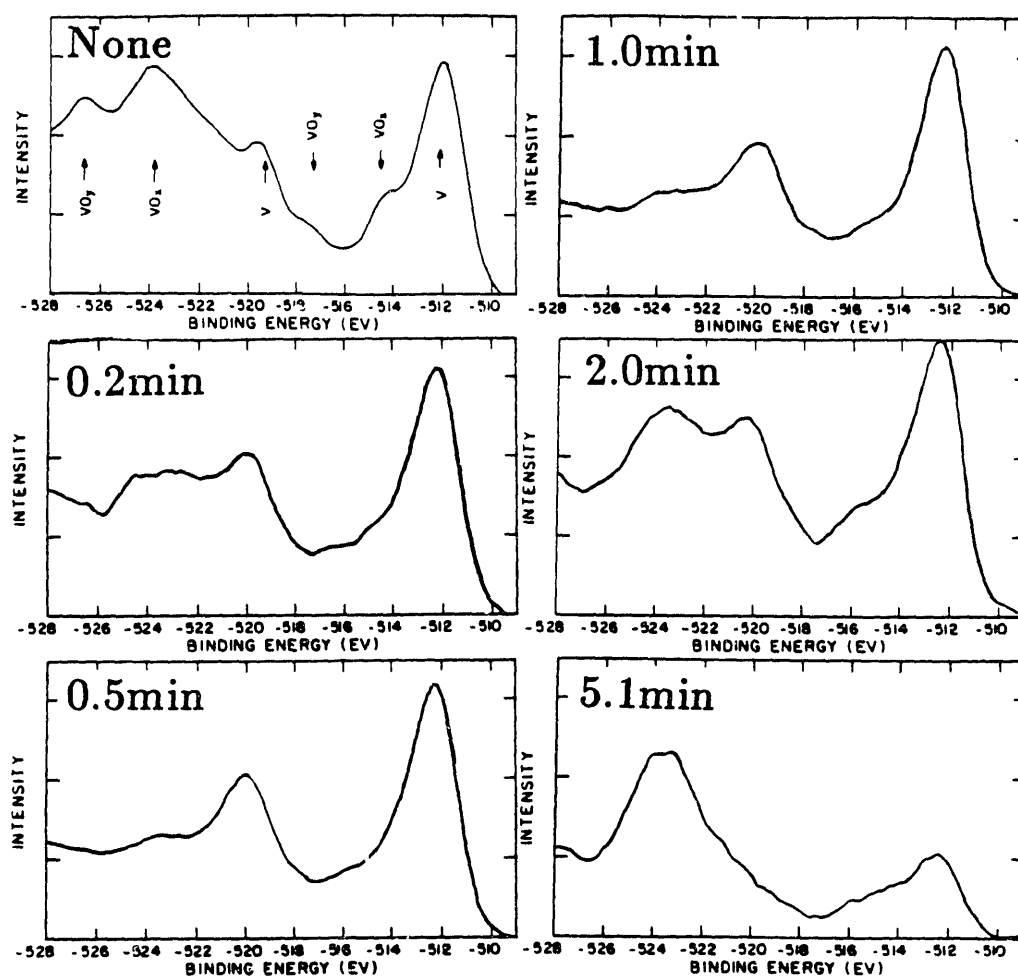 None
INTENSITY
VOy
VOx
V
VOy
VOx
V
-528 -526 -524 -522 -520 -518 -516 -514 -512 -510
BINDING ENERGY (EV)
1.0min
INTENSITY
-528 -526 -524 -522 -520 -518 -516 -514 -512 -510
BINDING ENERGY (EV)
0.2min
INTENSITY
-528 -526 -524 -522 -520 -518 -516 -514 -512 -510
BINDING ENERGY (EV)
2.0min
INTENSITY
-528 -526 -524 -522 -520 -518 -516 -514 -512 -510
BINDING ENERGY (EV)
0.5min
INTENSITY
-528 -526 -524 -522 -520 -518 -516 -514 -512 -510
BINDING ENERGY (EV)
5.1min
INTENSITY
-528 -526 -524 -522 -520 -518 -516 -514 -512 -510
BINDING ENERGY (EV)